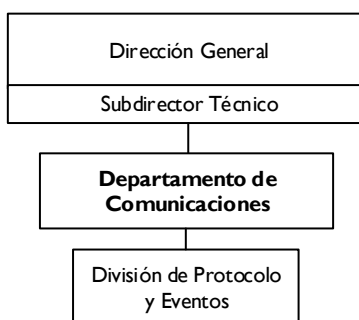 Dirección General
Subdirector Técnico
Departamento de
Comunicaciones
División de Protocolo
y Eventos